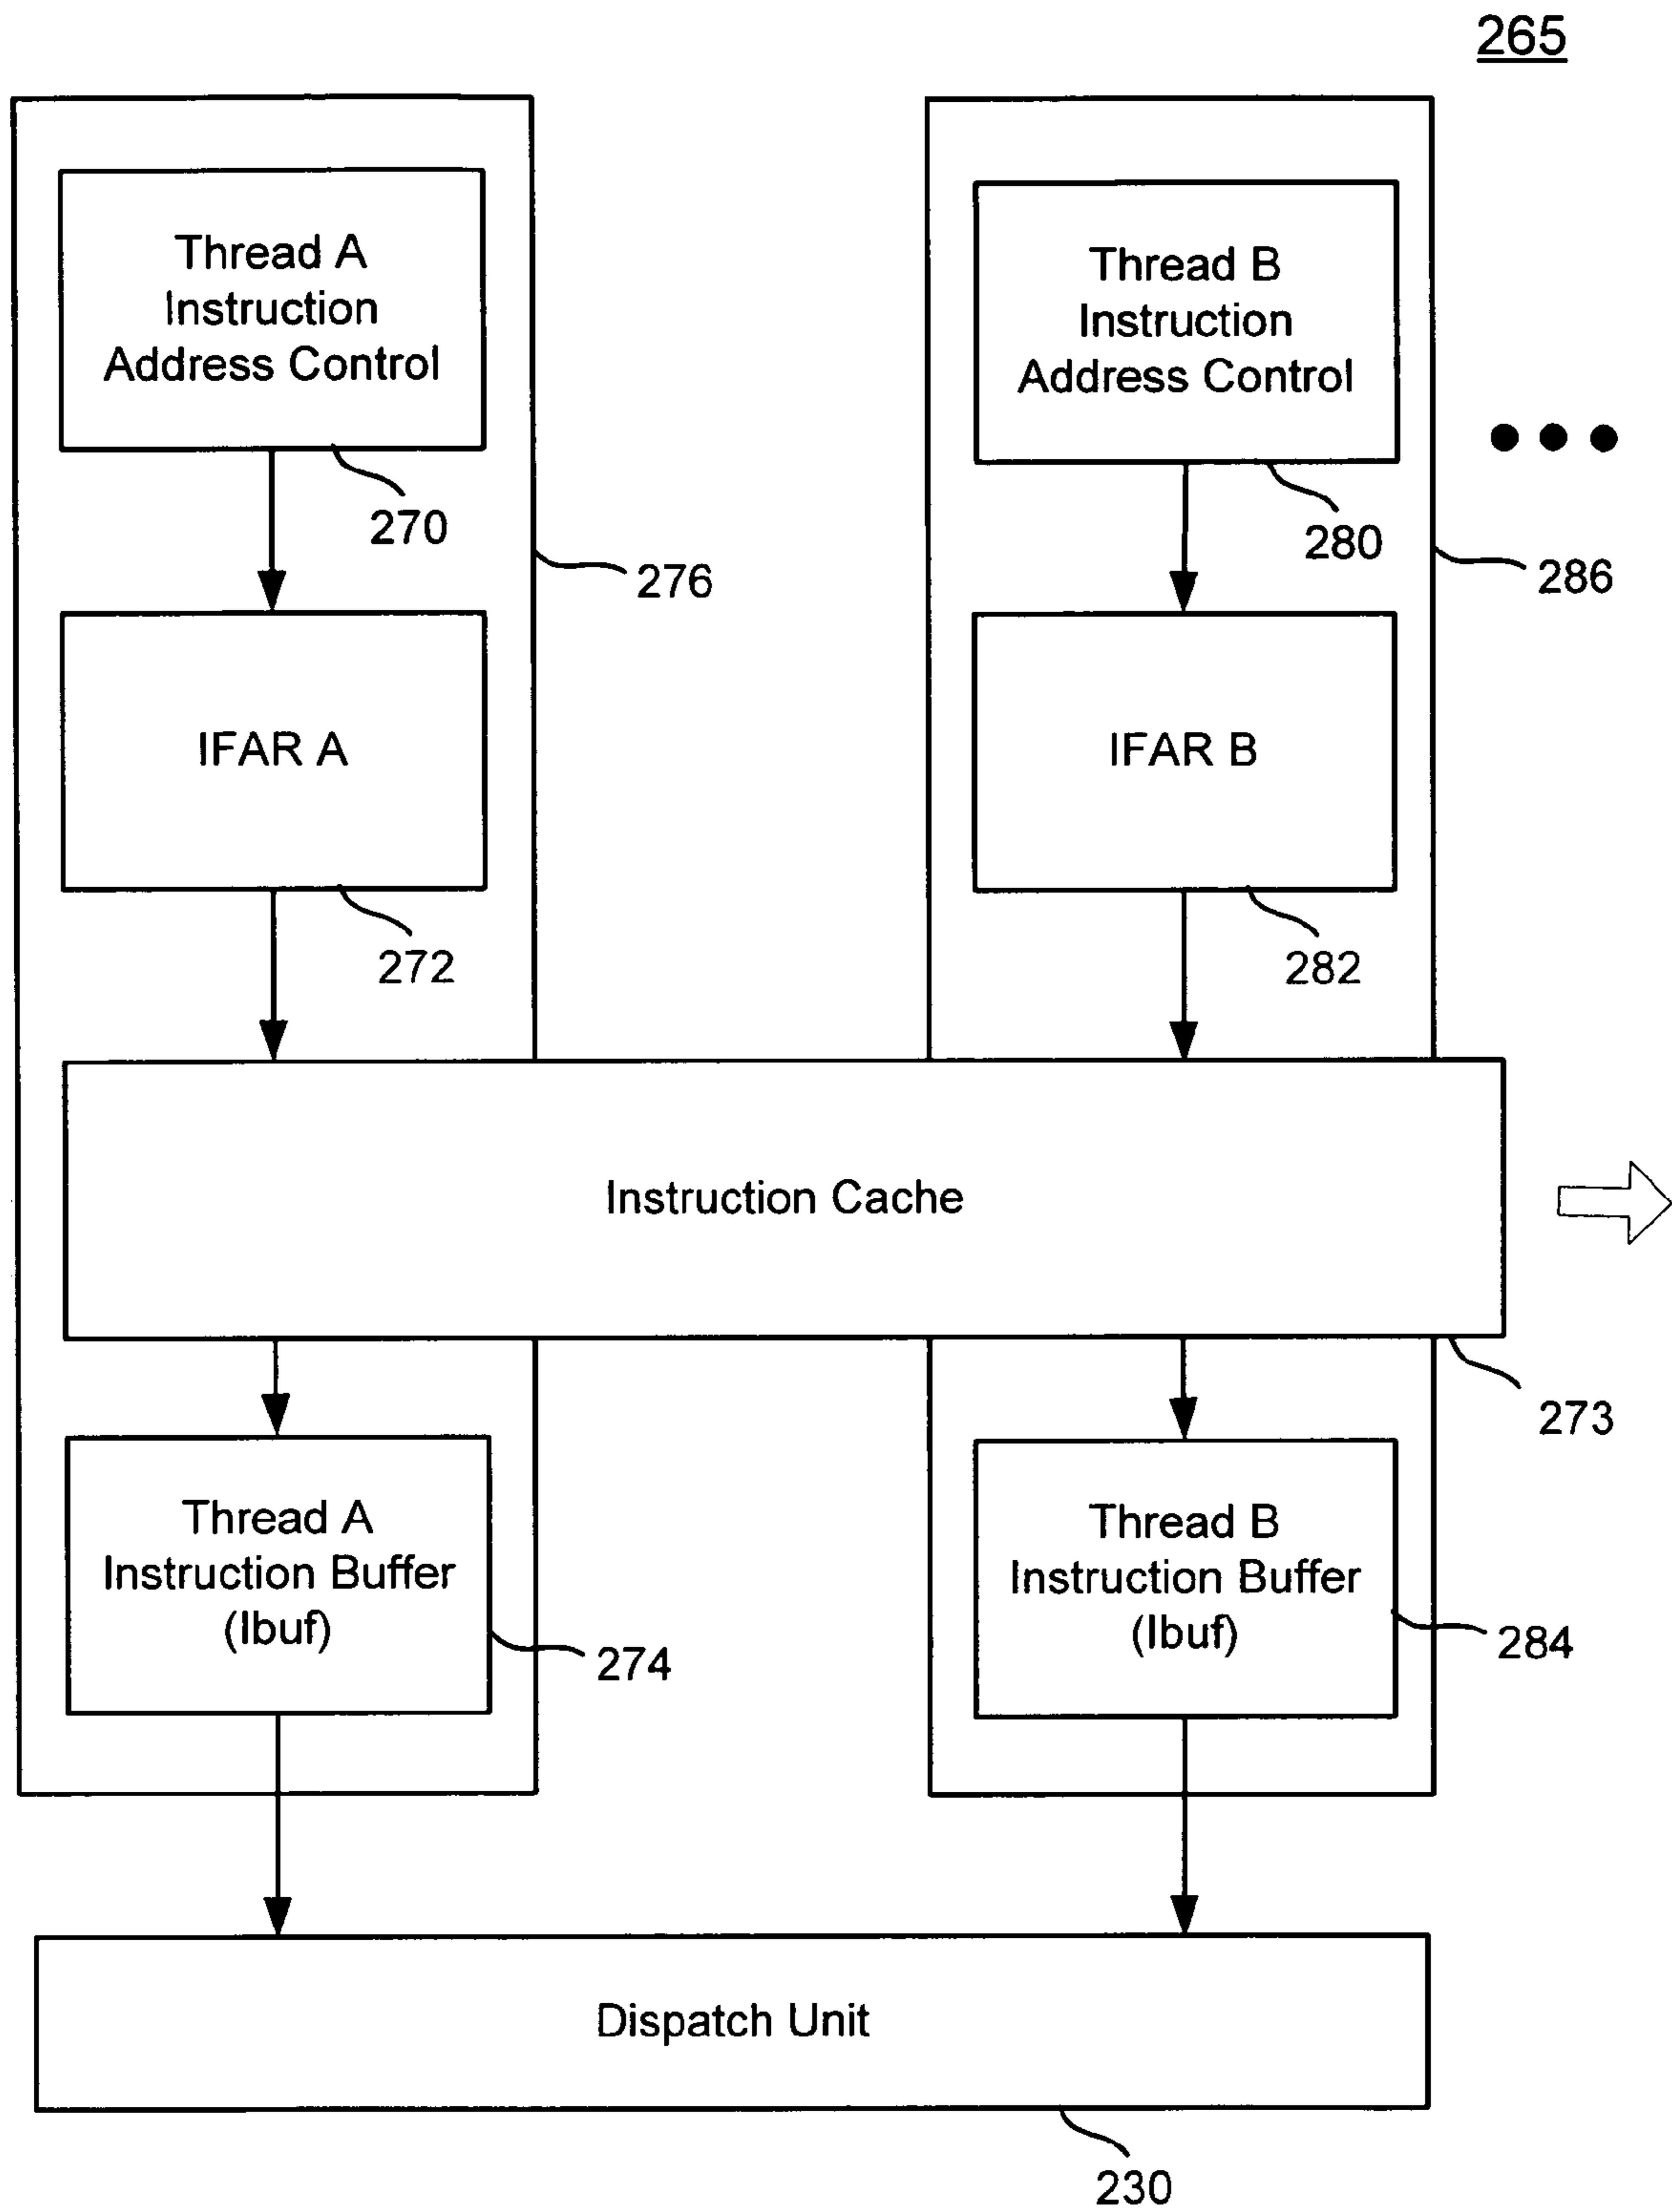 265
Thread A
Instruction
Address Control
270
276
Thread B
Instruction
Address Control
280
286
IFAR A
272
IFAR B
282
Instruction Cache
273
Thread A
Instruction Buffer
(Ibuf)
274
Thread B
Instruction Buffer
(Ibuf)
284
Dispatch Unit
230